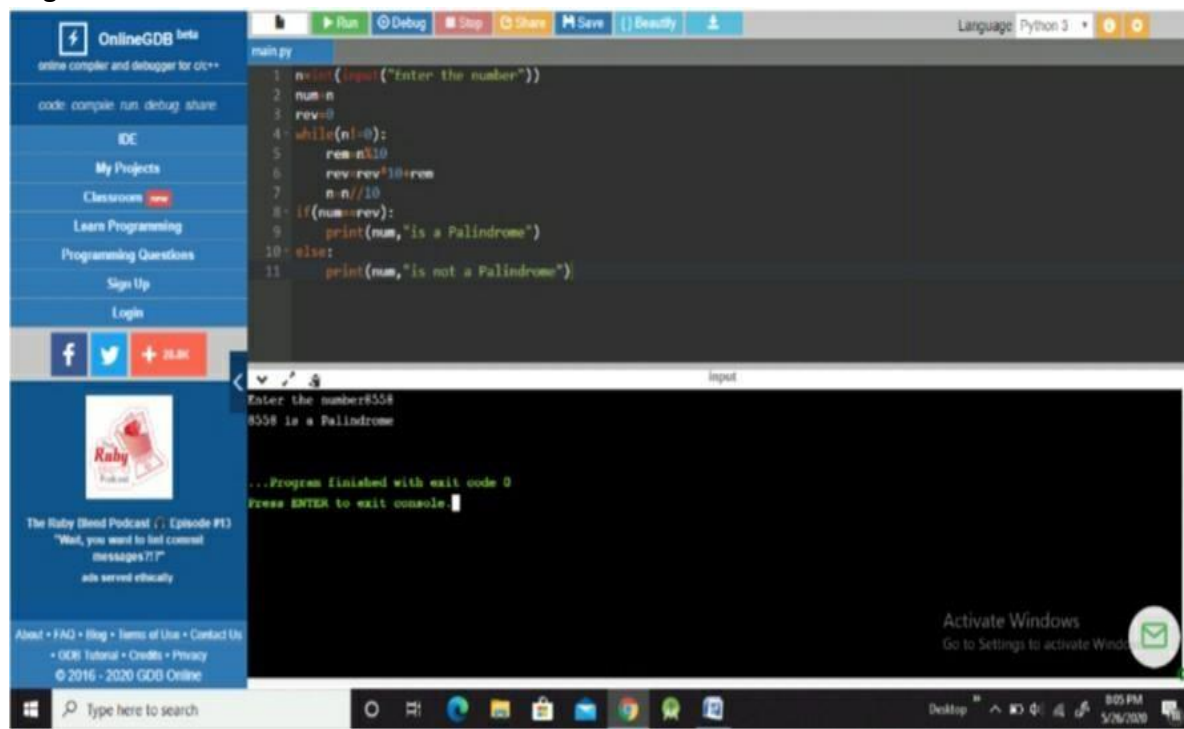 OnlineGDB beta
online compiler and debugger for c/c++
code. compile. run. debug. share.
IDE
My Projects
Classroom new
Learn Programming
Programming Questions
Sign Up
Login
f
+ 20.8K
Ruby
The Ruby Blend Podcast Episode #13
"Wait, you want to lint commit
messages?!?"
ads served ethically
About • FAQ • Blog • Terms of Use • Contact Us
• GDB Tutorial • Credits • Privacy
© 2016 - 2020 GDB Online
Run Debug Stop Share Save { } Beautify
Language Python 3
main.py
1 n=int(input("Enter the number"))
2 num=n
3 rev=0
4 while(n!=0):
5 rem=n%10
6 rev=rev*10+rem
7 n=n//10
8 if(num==rev):
9 print(num,"is a Palindrome")
10 else:
11 print(num,"is not a Palindrome")
input
Enter the number8558
8558 is a Palindrome
...Program finished with exit code 0
Press ENTER to exit console.
Activate Windows
Go to Settings to activate Windo
Type here to search
Desktop
8:05 PM
5/26/2020